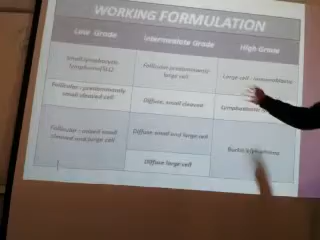 WORKING FORMULATION
Low Grade
Intermediate Grade
High Grade
Small lymphocytic
lymphoma(SLL)
Follicular predominantly
large cell
Large cell - immunoblastic
Follicular : predominantly
small cleaved cell
Diffuse, small cleaved
Lymphoblastic
Follicular : mixed small
cleaved and large cell
Diffuse small and large cell
Diffuse large cell
Burkitt's lymphoma